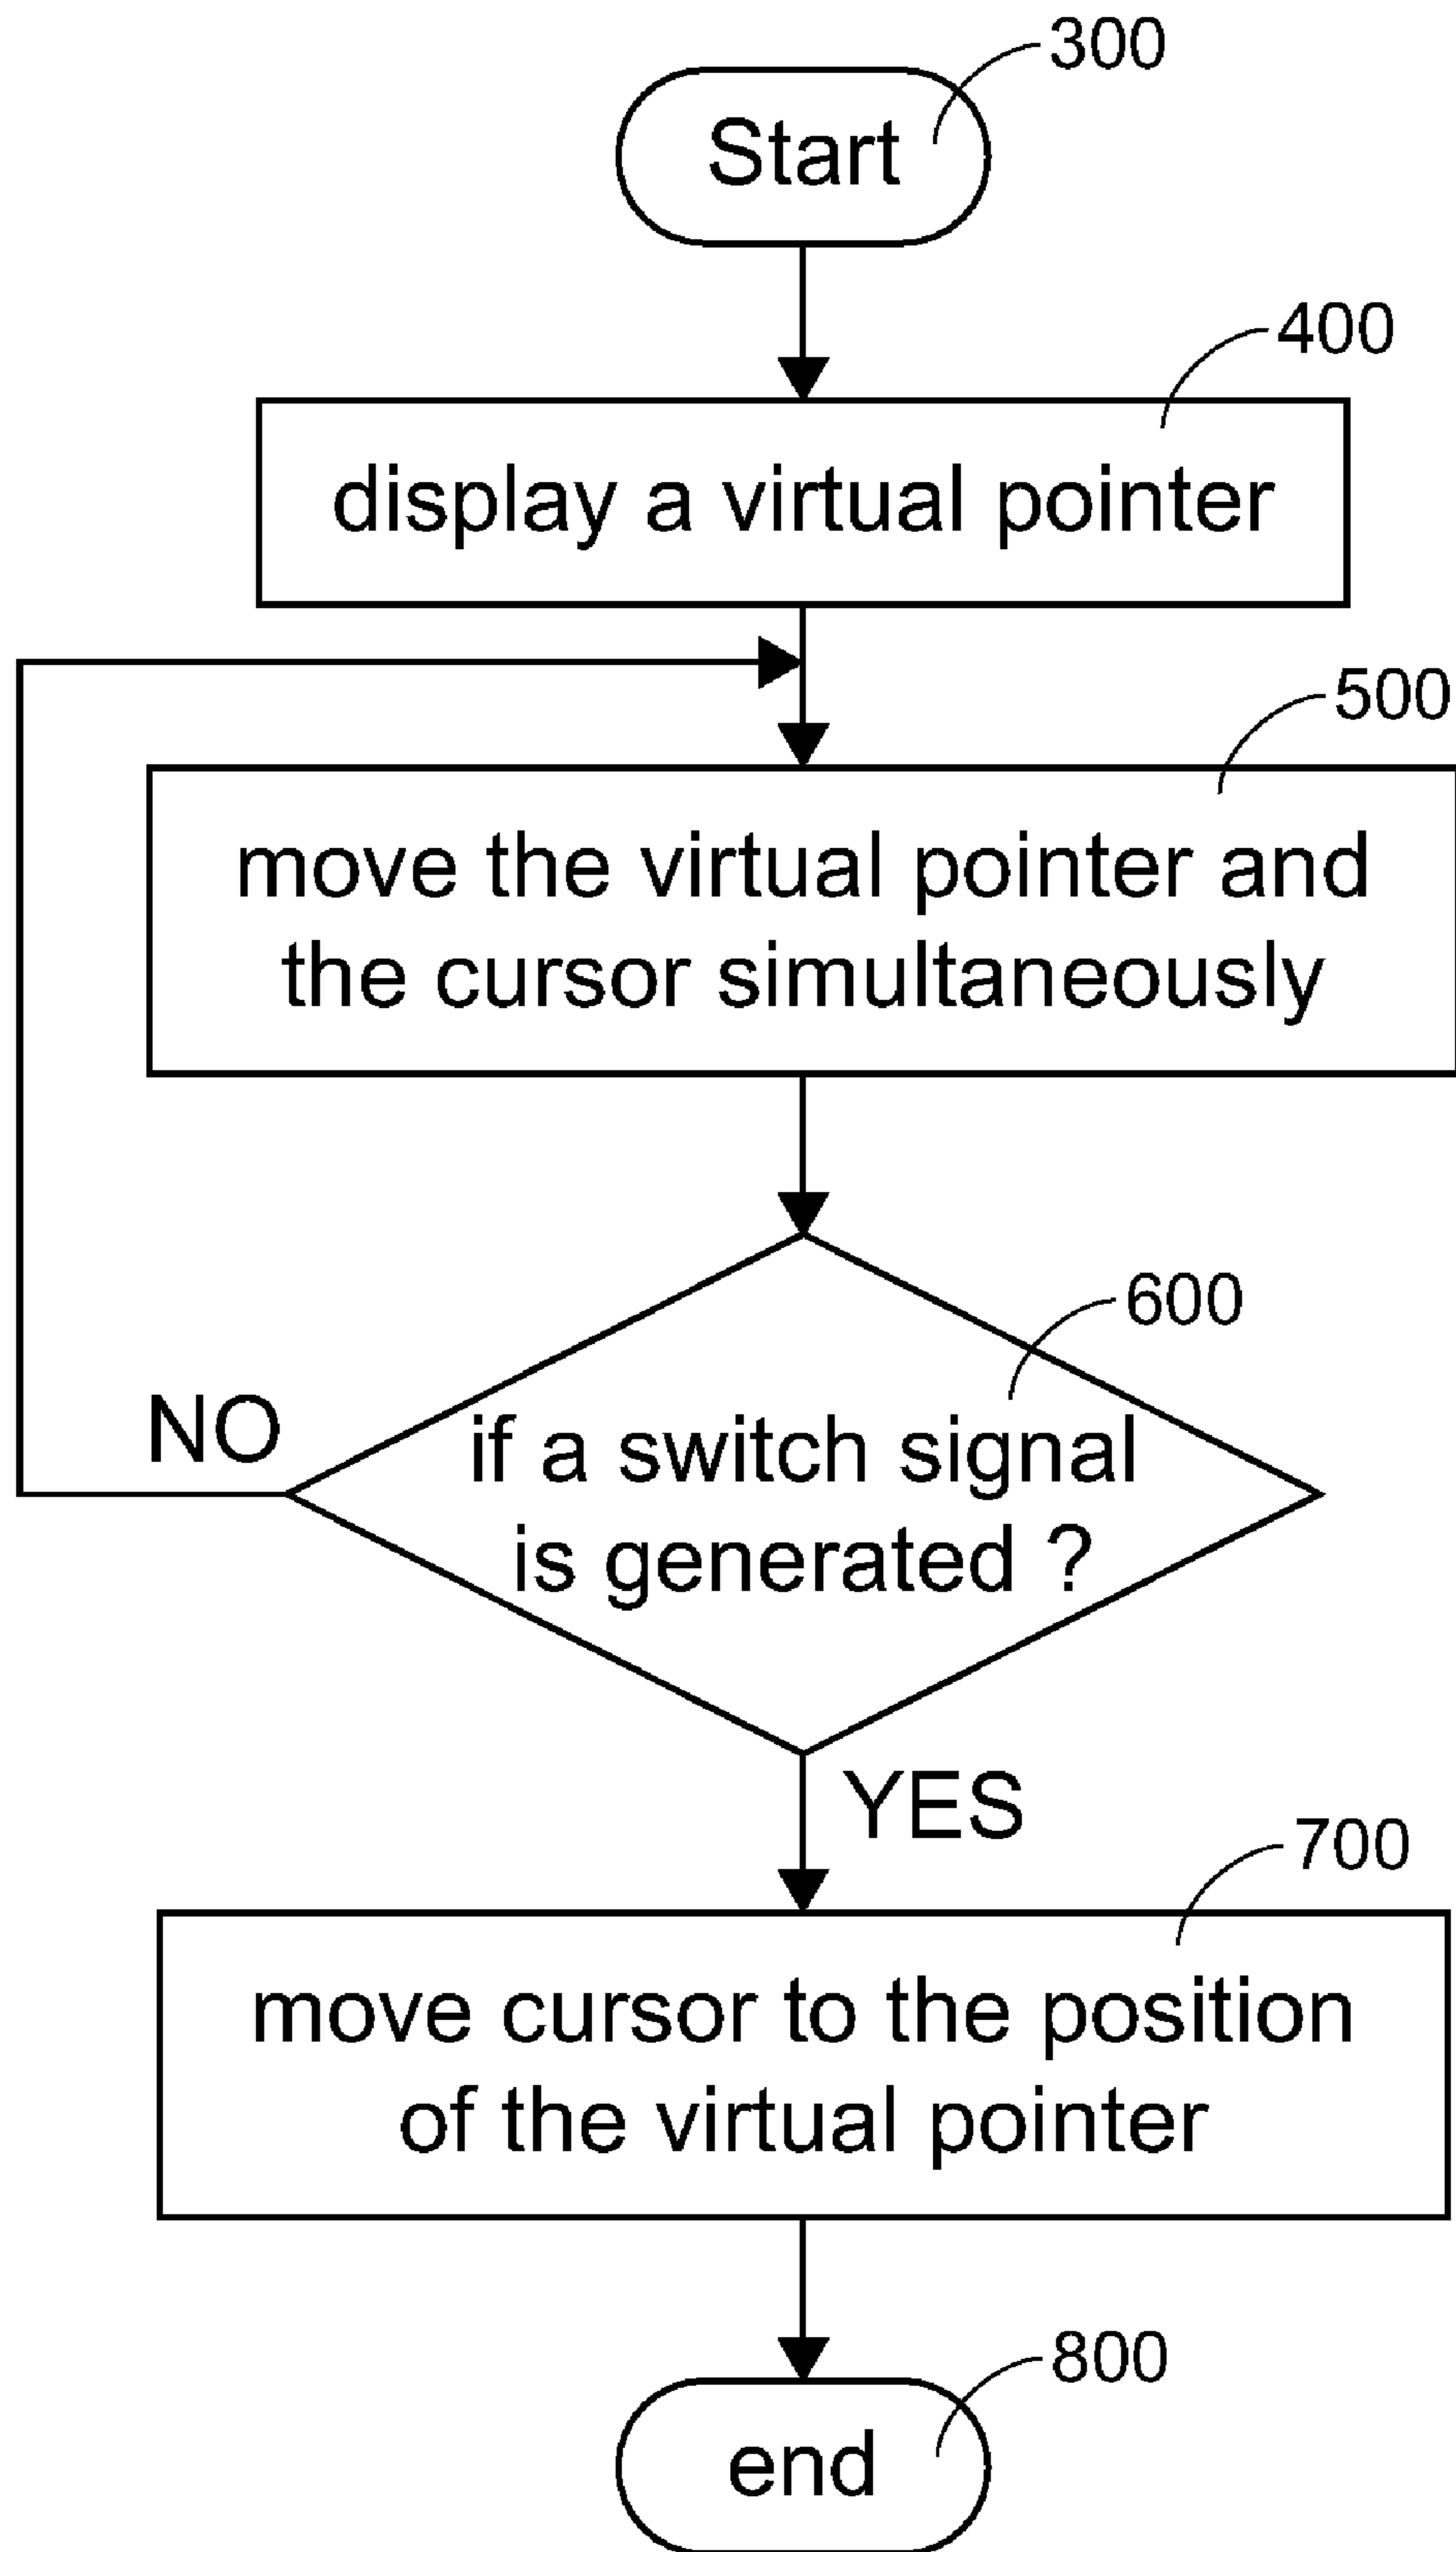 300
Start
400
display a virtual pointer
500
move the virtual pointer and
the cursor simultaneously
600
NO
if a switch signal
is generated ?
YES
700
move cursor to the position
of the virtual pointer
800
end